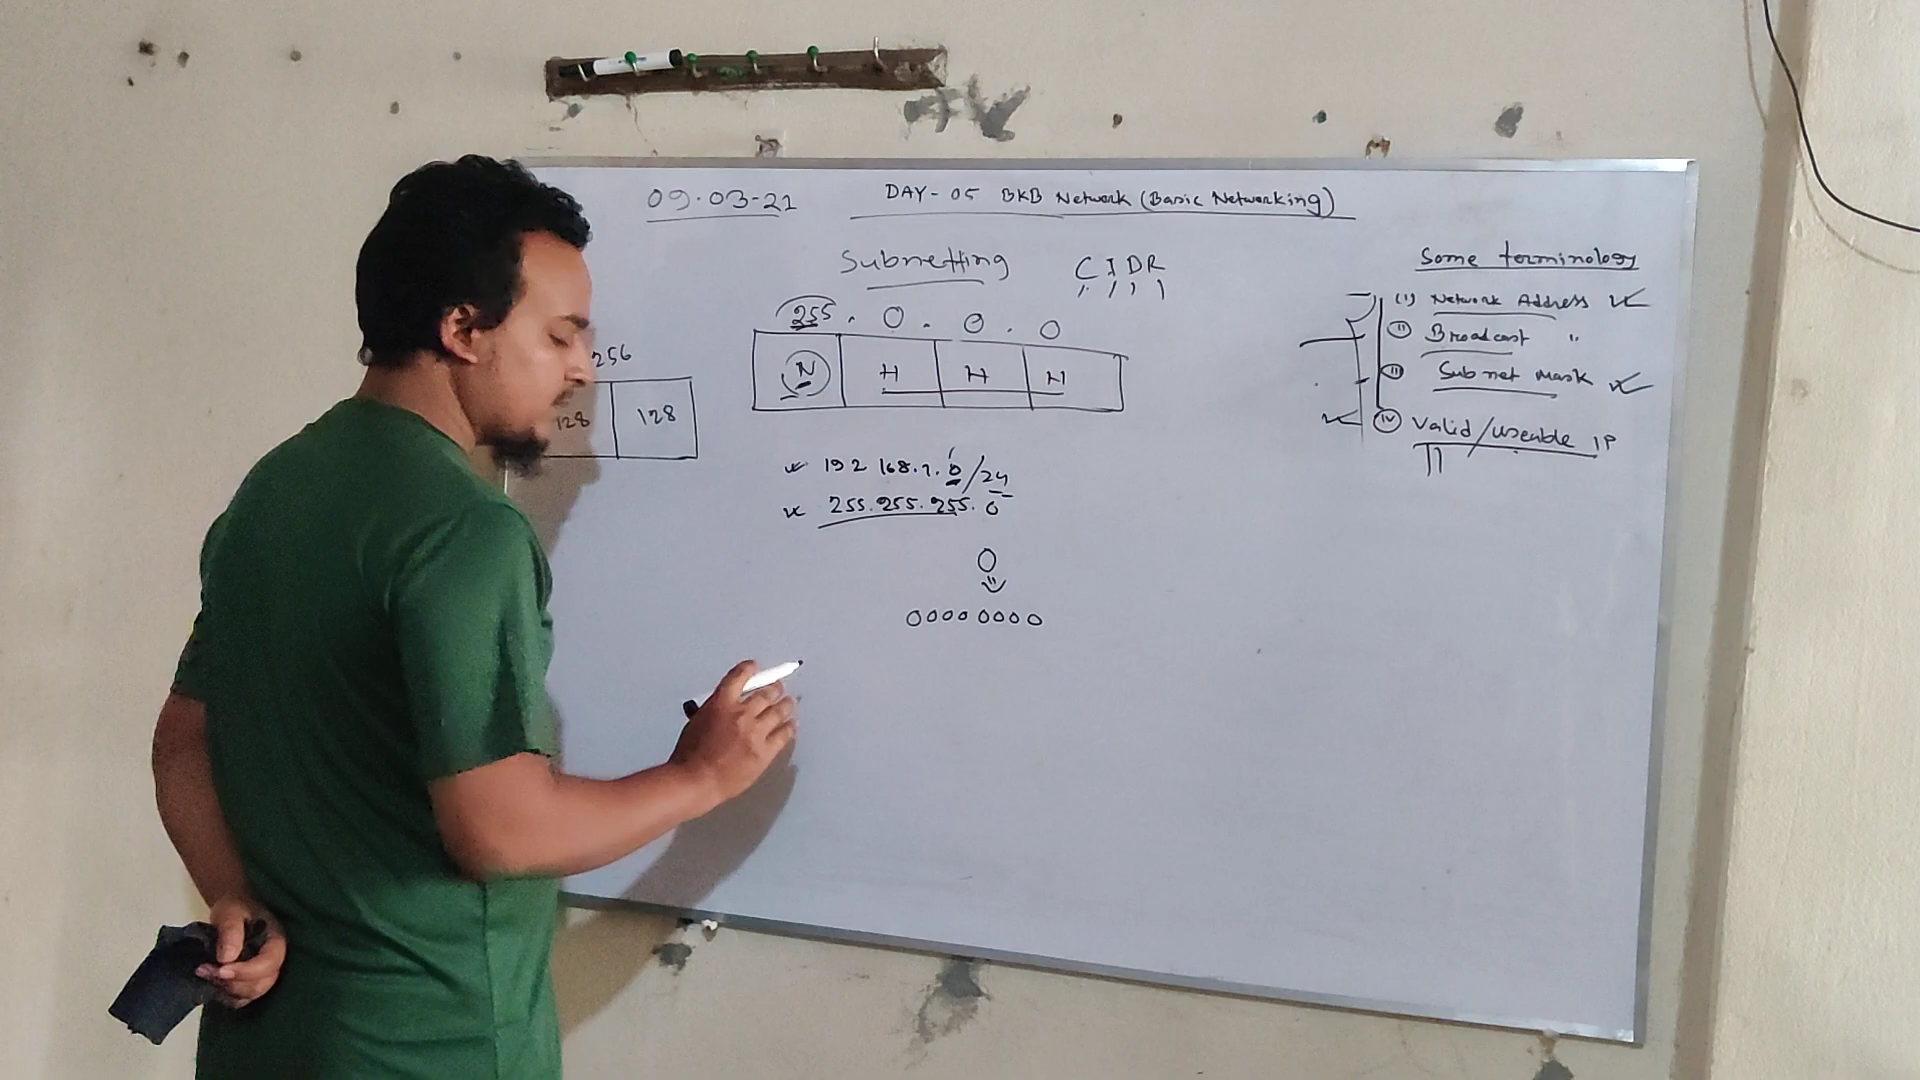 09.03-21
DAY-05 BKB Network (Basic Networking)
Subnetting CIDR
255.0.0.0
N H H H
256
128 128
192 168.1.0/24
255.255.255.0
0
00000000
Some terminology
(i) Network Address
(ii) Broadcast "
(ii) Subnet Mask
(iv) Valid/useable IP